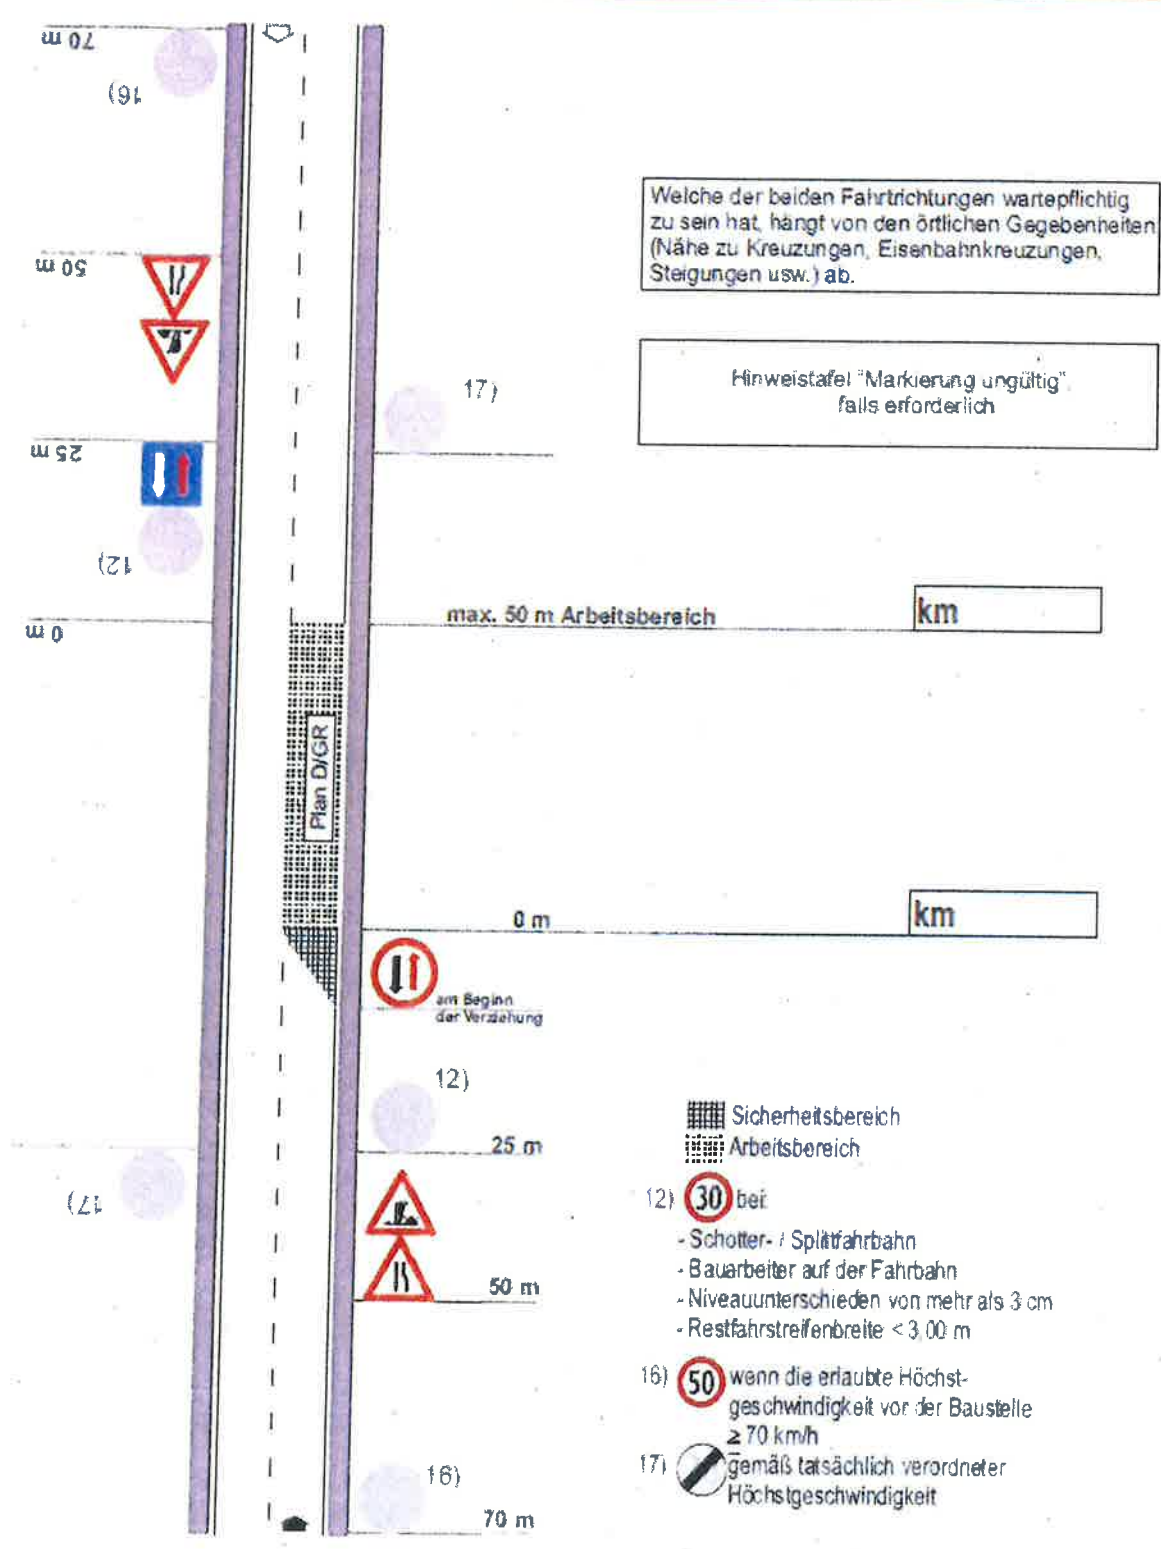 70 m
16)
Welche der beiden Fahrtrichtungen wartepflichtig
zu sein hat, hängt von den örtlichen Gegebenheiten
(Nähe zu Kreuzungen, Eisenbahnkreuzungen,
Steigungen usw.) ab.
50 m
Hinweistafel "Markierung ungültig"
falls erforderlich
17)
25 m
12)
max. 50 m Arbeitsbereich
km
0 m
Plan D/GR
0 m
km
am Beginn
der Verziehung
12)
25 m
17)
50 m
Sicherheitsbereich
Arbeitsbereich
12) 30 bei:
- Schotter- / Splittfahrbahn
- Bauarbeiter auf der Fahrbahn
- Niveauunterschieden von mehr als 3 cm
- Restfahrstreifenbreite < 3,00 m
16) 50 wenn die erlaubte Höchst-
geschwindigkeit vor der Baustelle
≥ 70 km/h
17) gemäß tatsächlich verordneter
Höchstgeschwindigkeit
16)
70 m